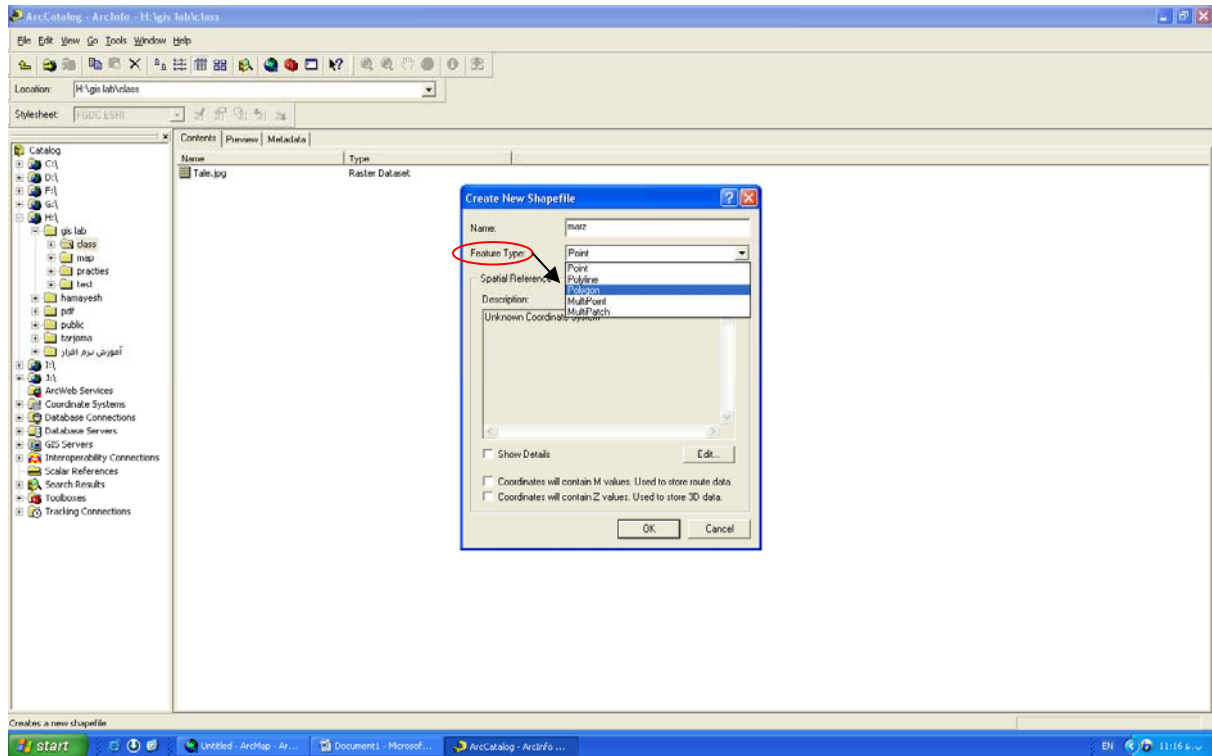 ArcCatalog - ArcInfo - H:\gis lab\class
File Edit View Go Tools Window Help
Location: H:\gis lab\class
Stylesheet: FGDC ESRI
Contents Preview Metadata
Name Type
Tale.jpg Raster Dataset
Catalog
C:\
D:\
F:\
G:\
H:\
gis lab
class
map
practies
test
hamayesh
pdf
public
tarjoma
آموزش نرم افزار
I:\
J:\
ArcWeb Services
Coordinate Systems
Database Connections
Database Servers
GIS Servers
Interoperability Connections
Scalar References
Search Results
Toolboxes
Tracking Connections
Create New Shapefile
Name: marz
Feature Type: Point
Point
Polyline
Polygon
MultiPoint
MultiPatch
Spatial Reference
Description:
Unknown Coordinate System
Show Details
Edit...
Coordinates will contain M values. Used to store route data.
Coordinates will contain Z values. Used to store 3D data.
OK Cancel
Creates a new shapefile
start
Untitled - ArcMap - Ar...
Document1 - Microsof...
ArcCatalog - ArcInfo ...
EN
11:16